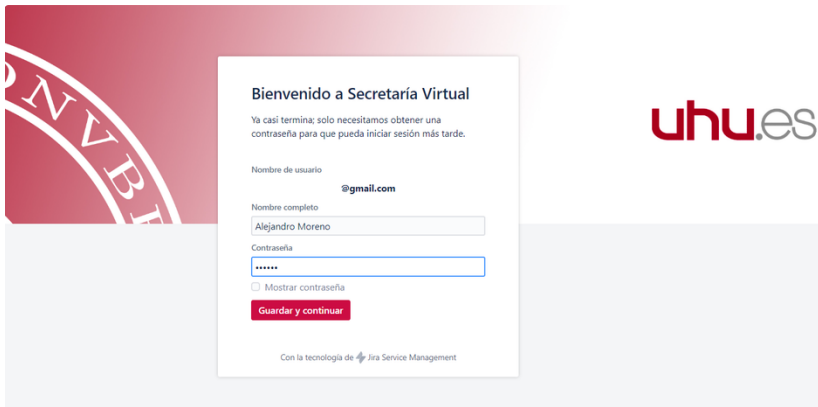 Bienvenido a Secretaría Virtual
Ya casi termina; solo necesitamos obtener una
contraseña para que pueda iniciar sesión más tarde.
uhu.es
Nombre de usuario
@gmail.com
Nombre completo
Alejandro Moreno
Contraseña
••••••
Mostrar contraseña
Guardar y continuar
Con la tecnología de Jira Service Management